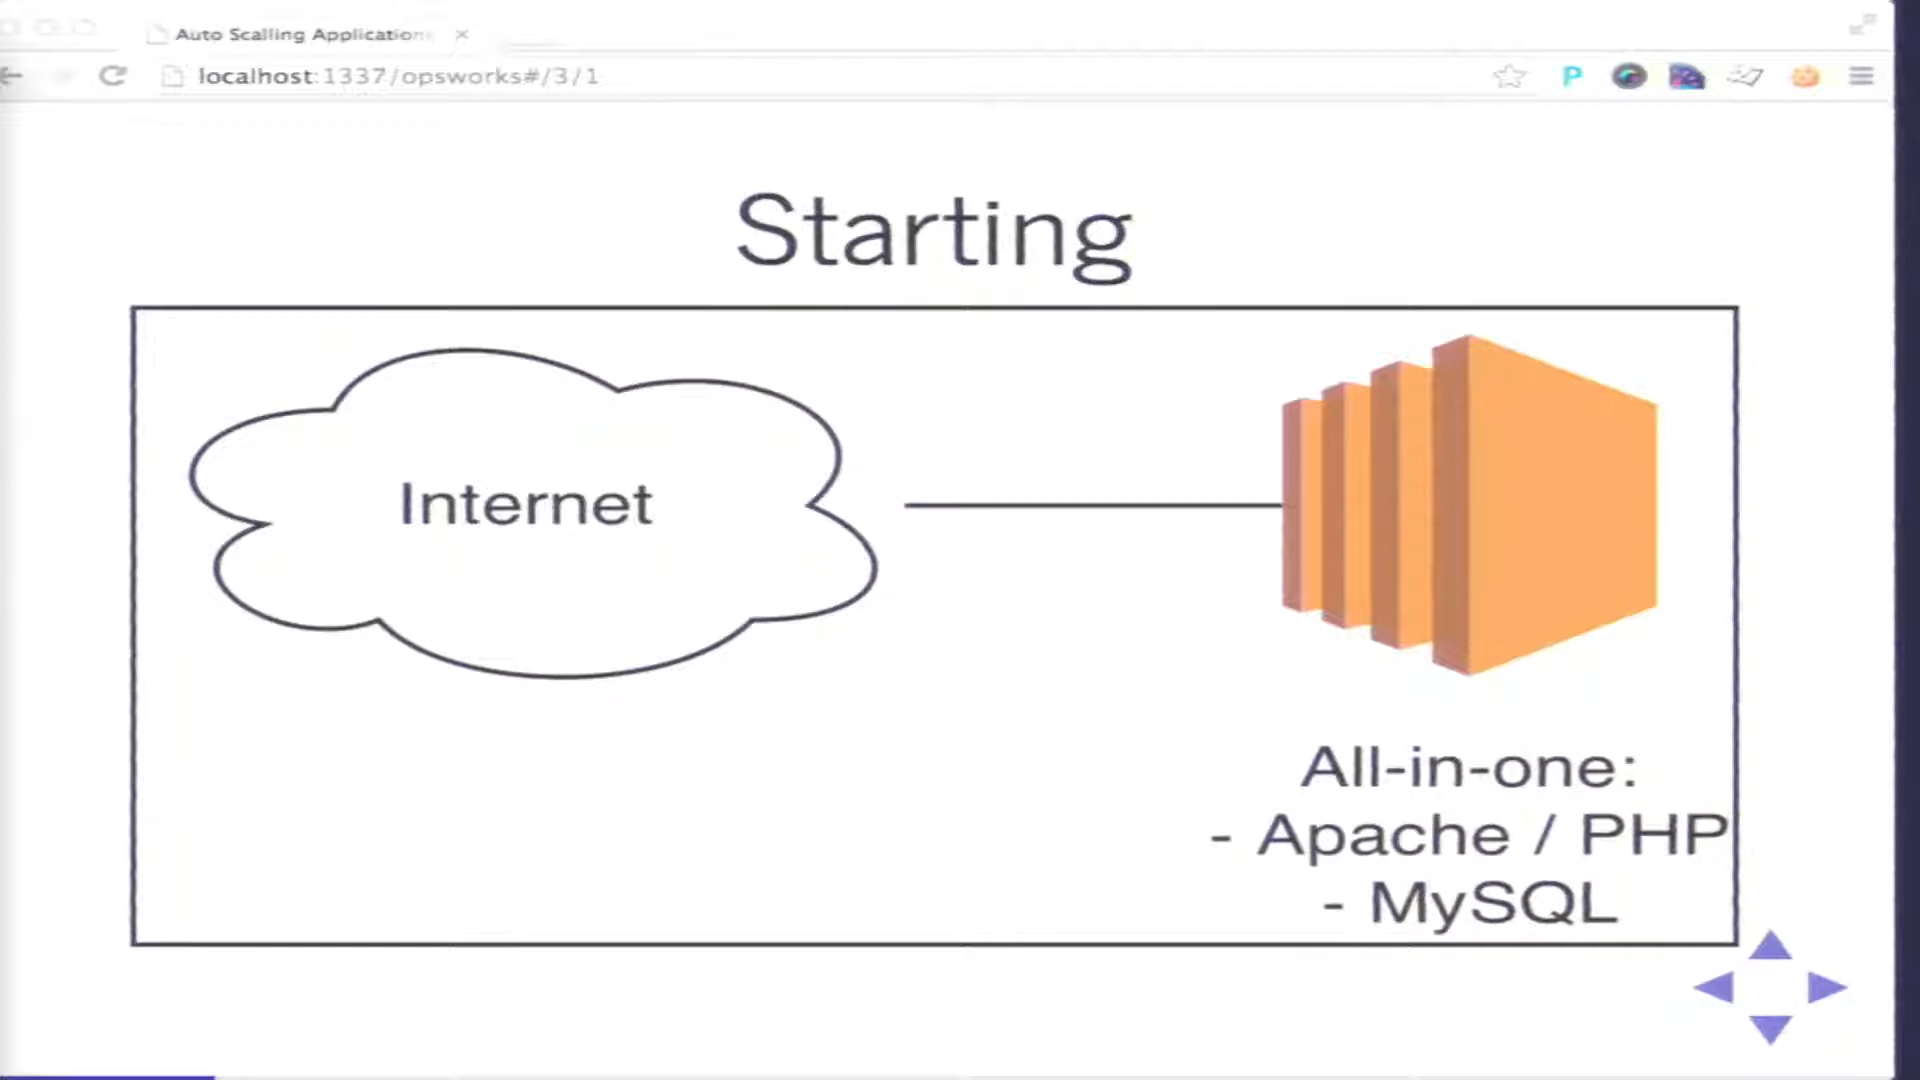 Auto Scalling Application
localhost:1337/opsworks#/3/1
P
Starting
Internet
All-in-one:
- Apache / PHP
- MySQL